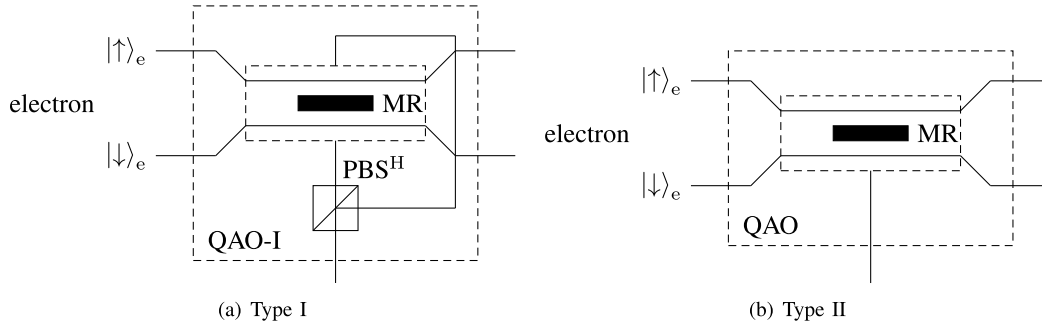 |↑⟩e
electron
MR
|↓⟩e
PBS^H
QAO-I
(a) Type I
|↑⟩e
electron
MR
|↓⟩e
QAO
(b) Type II